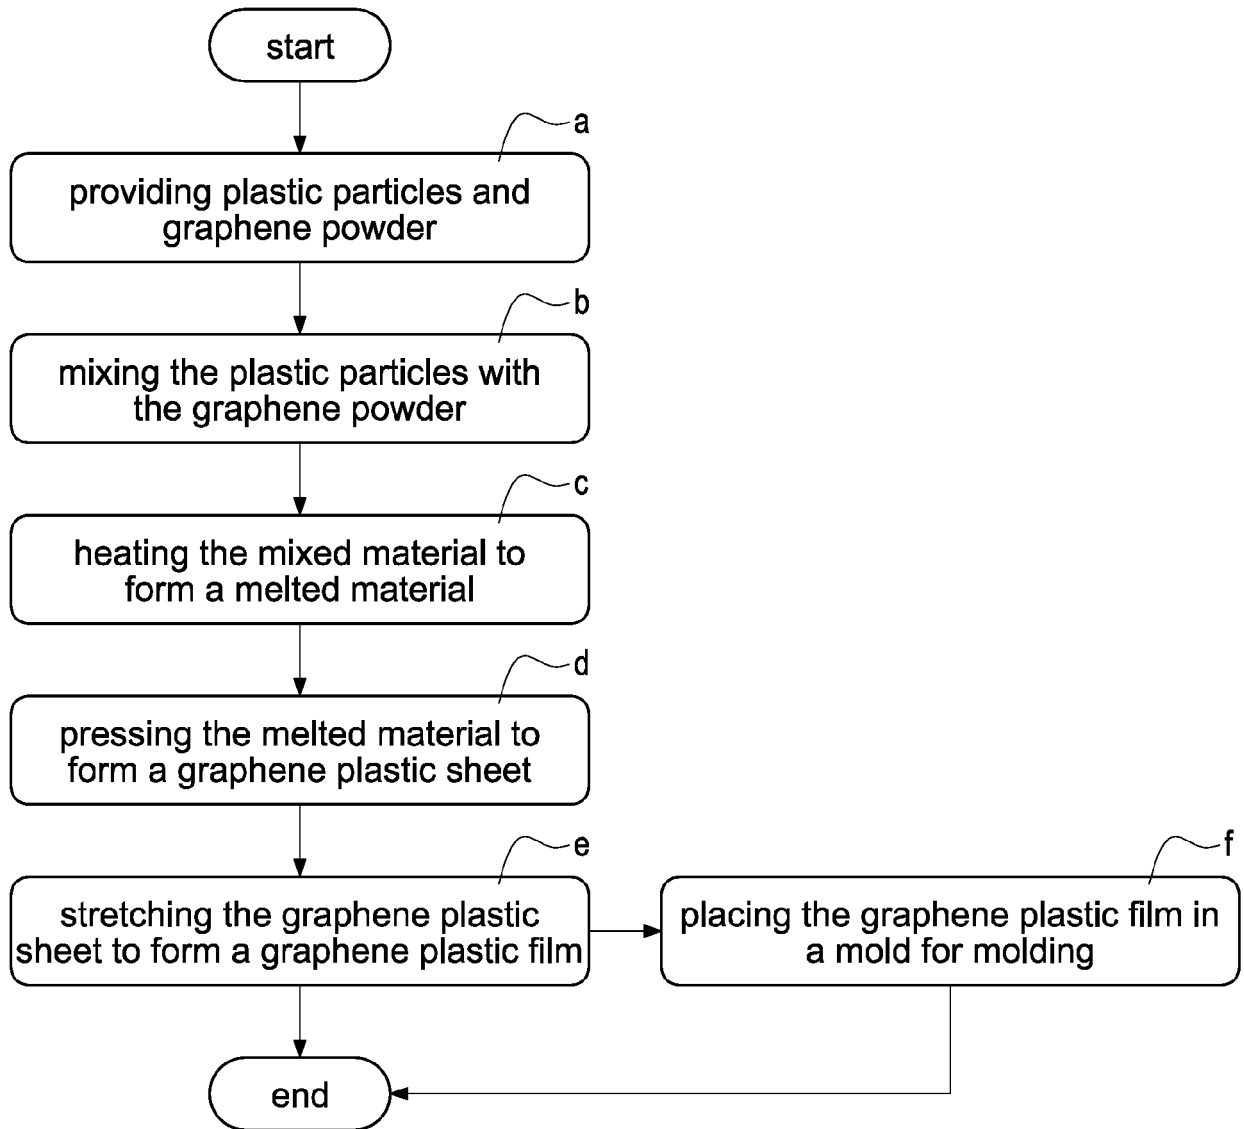 start
a
providing plastic particles and
graphene powder
b
mixing the plastic particles with
the graphene powder
c
heating the mixed material to
form a melted material
d
pressing the melted material to
form a graphene plastic sheet
e
stretching the graphene plastic
sheet to form a graphene plastic film
f
placing the graphene plastic film in
a mold for molding
end